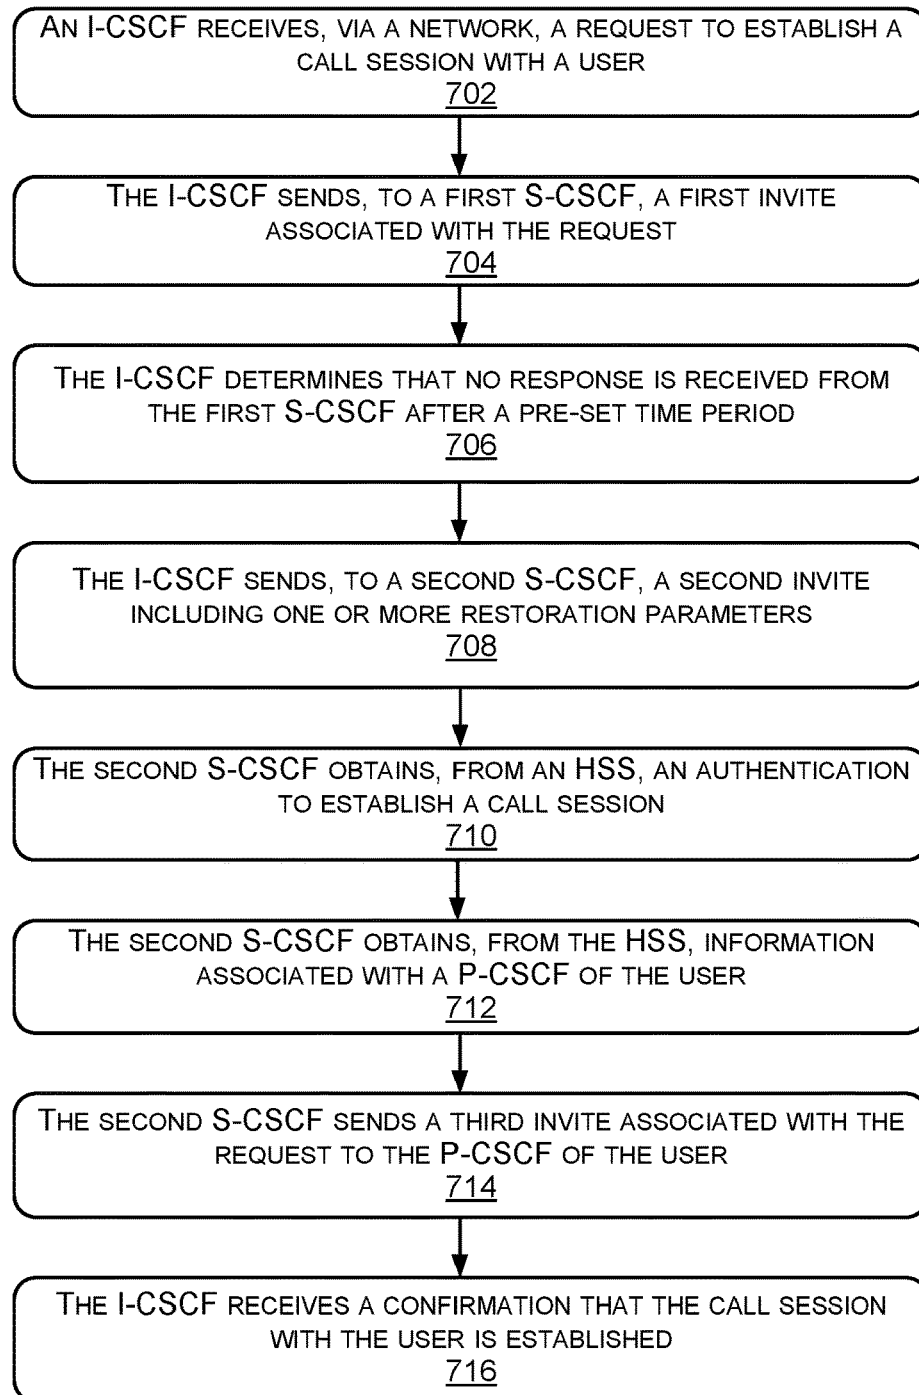 AN I-CSCF RECEIVES, VIA A NETWORK, A REQUEST TO ESTABLISH A
CALL SESSION WITH A USER
702
THE I-CSCF SENDS, TO A FIRST S-CSCF, A FIRST INVITE
ASSOCIATED WITH THE REQUEST
704
THE I-CSCF DETERMINES THAT NO RESPONSE IS RECEIVED FROM
THE FIRST S-CSCF AFTER A PRE-SET TIME PERIOD
706
THE I-CSCF SENDS, TO A SECOND S-CSCF, A SECOND INVITE
INCLUDING ONE OR MORE RESTORATION PARAMETERS
708
THE SECOND S-CSCF OBTAINS, FROM AN HSS, AN AUTHENTICATION
TO ESTABLISH A CALL SESSION
710
THE SECOND S-CSCF OBTAINS, FROM THE HSS, INFORMATION
ASSOCIATED WITH A P-CSCF OF THE USER
712
THE SECOND S-CSCF SENDS A THIRD INVITE ASSOCIATED WITH THE
REQUEST TO THE P-CSCF OF THE USER
714
THE I-CSCF RECEIVES A CONFIRMATION THAT THE CALL SESSION
WITH THE USER IS ESTABLISHED
716